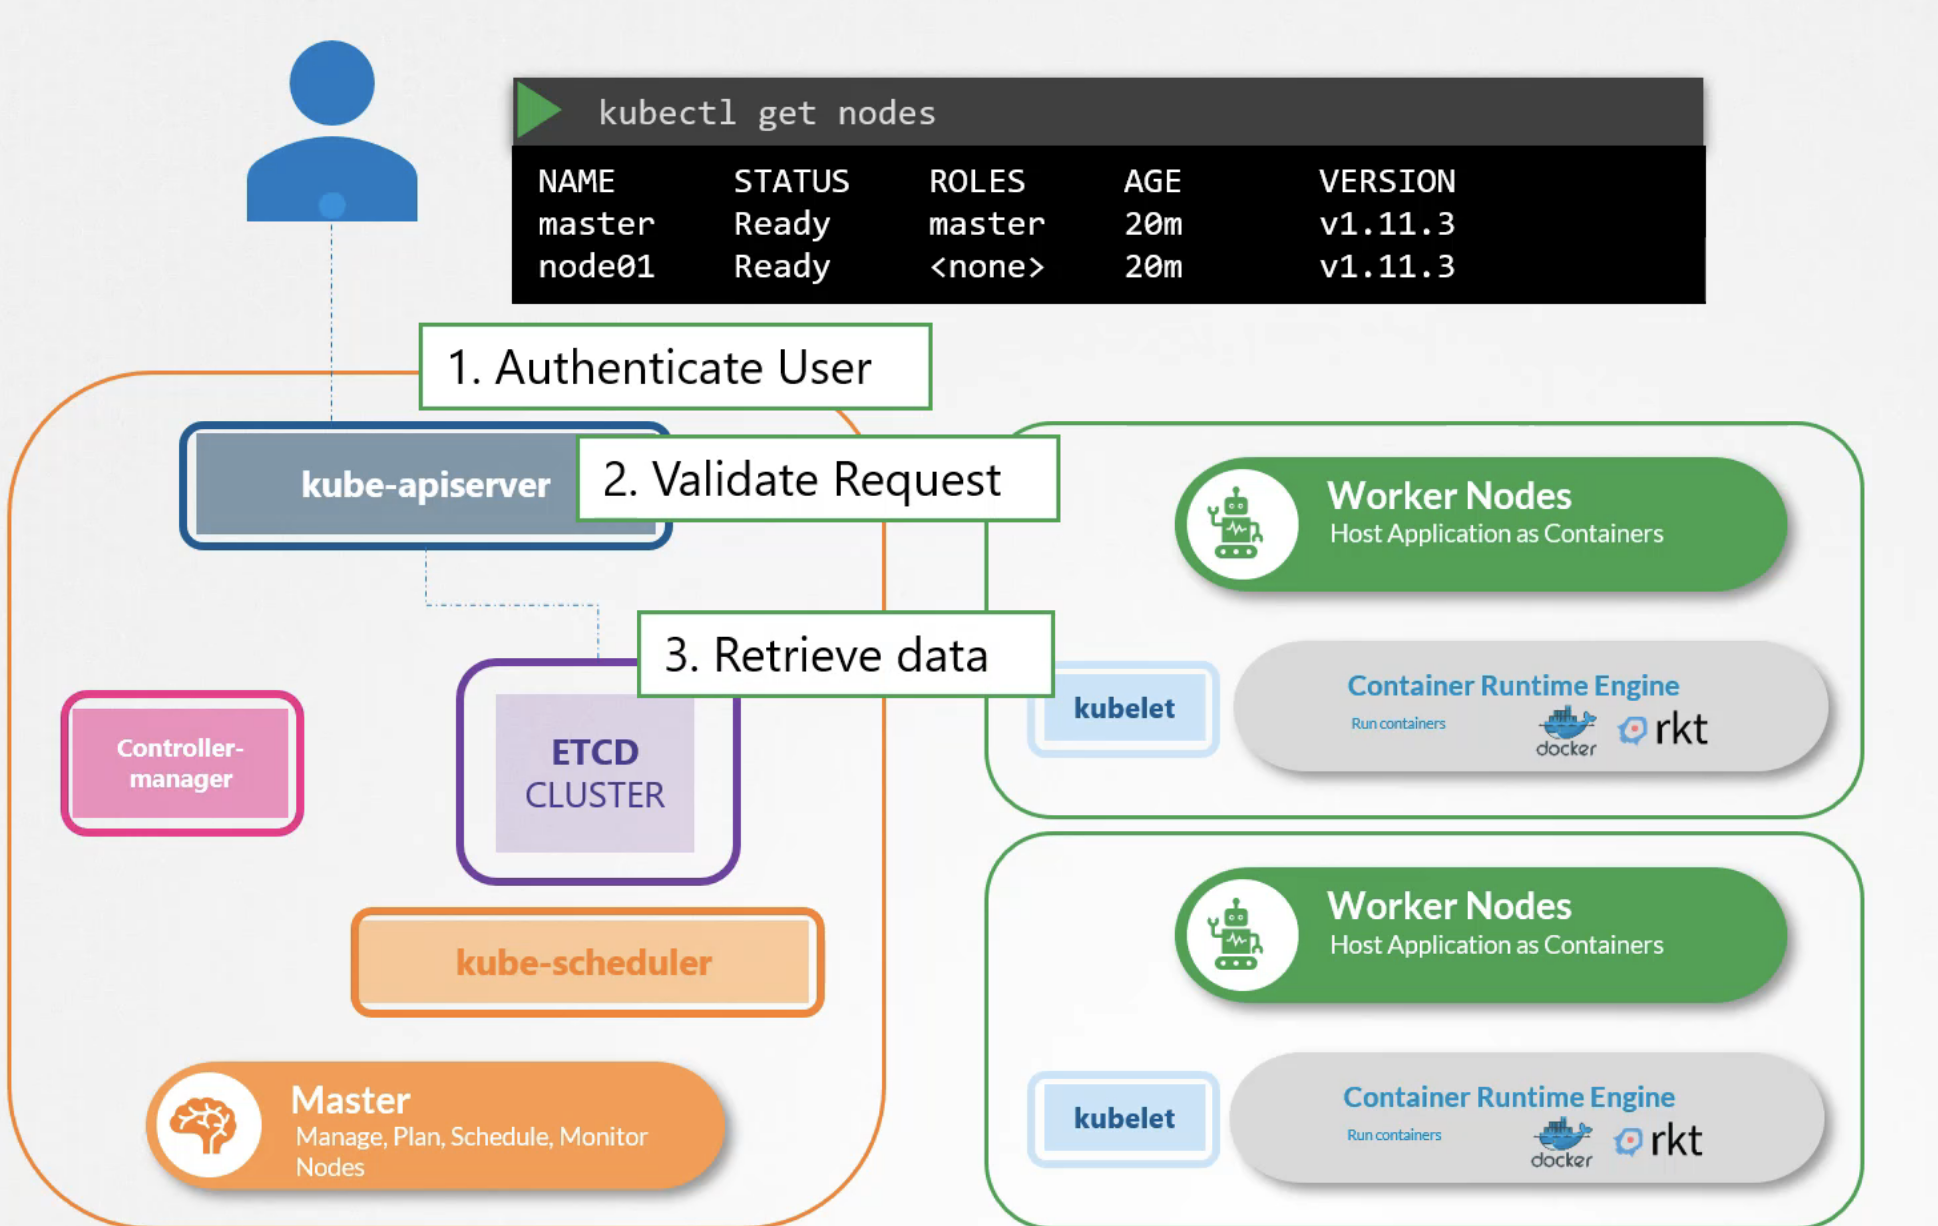 kubectl get nodes
NAME STATUS ROLES AGE VERSION
master Ready master 20m v1.11.3
node01 Ready <none> 20m v1.11.3
1. Authenticate User
kube-apiserver
2. Validate Request
3. Retrieve data
Controller-
manager
ETCD
CLUSTER
kube-scheduler
Master
Manage, Plan, Schedule, Monitor
Nodes
Worker Nodes
Host Application as Containers
kubelet
Container Runtime Engine
Run containers
docker
rkt
Worker Nodes
Host Application as Containers
kubelet
Container Runtime Engine
Run containers
docker
rkt